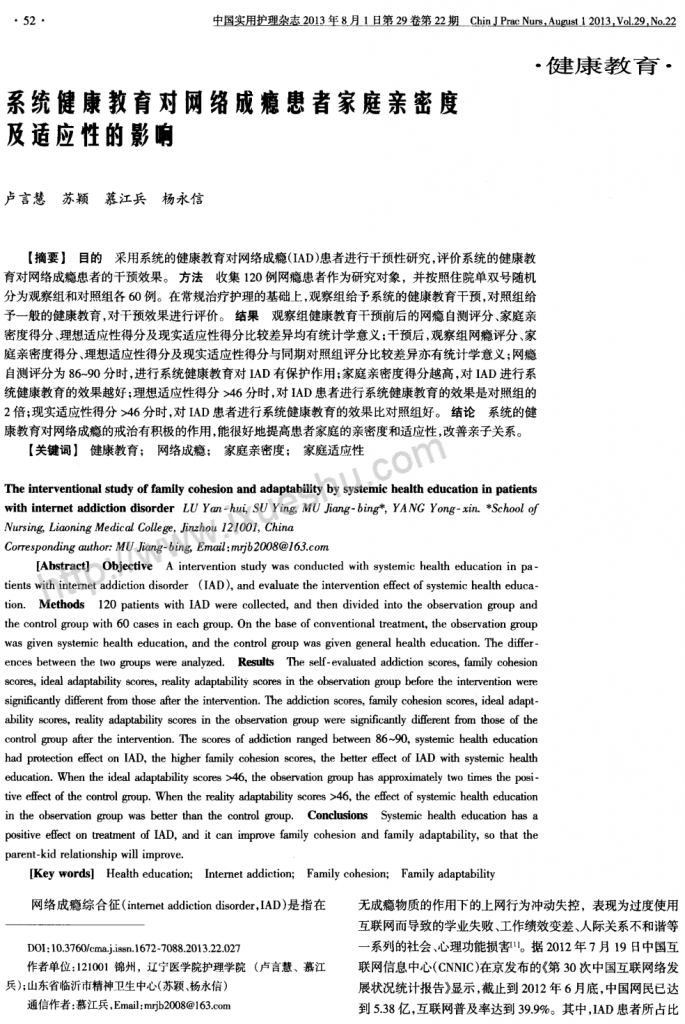 · 52 ·
中国实用护理杂志 2013 年 8 月 1 日第 29 卷第 22 期 Chin J Prac Nurs, August 1 2013, Vol.29, No.22
·健康教育·
系统健康教育对网络成瘾患者家庭亲密度
及适应性的影响
卢言慧 苏颖 慕江兵 杨永信
【摘要】 目的 采用系统的健康教育对网络成瘾(IAD)患者进行干预性研究,评价系统的健康教
育对网络成瘾患者的干预效果。 方法 收集 120 例网瘾患者作为研究对象, 并按照住院单双号随机
分为观察组和对照组各 60 例。在常规治疗护理的基础上,观察组给予系统的健康教育干预,对照组给
予一般的健康教育,对干预效果进行评价。 结果 观察组健康教育干预前后的网瘾自测评分、家庭亲
密度得分、理想适应性得分及现实适应性得分比较差异均有统计学意义;干预后,观察组网瘾评分、家
庭亲密度得分、理想适应性得分及现实适应性得分与同期对照组评分比较差异亦有统计学意义;网瘾
自测评分为 86~90 分时,进行系统健康教育对 IAD 有保护作用;家庭亲密度得分越高,对 IAD 进行系
统健康教育的效果越好;理想适应性得分 >46 分时,对 IAD 患者进行系统健康教育的效果是对照组的
2 倍;现实适应性得分 >46 分时,对 IAD 患者进行系统健康教育的效果比对照组好。 结论 系统的健
康教育对网络成瘾的戒治有积极的作用,能很好地提高患者家庭的亲密度和适应性,改善亲子关系。
【关键词】 健康教育; 网络成瘾; 家庭亲密度; 家庭适应性
The interventional study of family cohesion and adaptability by systemic health education in patients
with internet addiction disorder LU Yan-hui, SU Ying, MU Jiang-bing*, YANG Yong-xin. *School of
Nursing, Liaoning Medical College, Jinzhou 121001, China
Corresponding author: MU Jiang-bing, Email:mrjb2008@163.com
[Abstract] Objective A intervention study was conducted with systemic health education in pa-
tients with internet addiction disorder (IAD), and evaluate the intervention effect of systemic health educa-
tion. Methods 120 patients with IAD were collected, and then divided into the observation group and
the control group with 60 cases in each group. On the base of conventional treatment, the observation group
was given systemic health education, and the control group was given general health education. The differ-
ences between the two groups were analyzed. Results The self-evaluated addiction scores, family cohesion
scores, ideal adaptability scores, reality adaptability scores in the observation group before the intervention were
significantly different from those after the intervention. The addiction scores, family cohesion scores, ideal adapt-
ability scores, reality adaptability scores in the observation group were significantly different from those of the
control group after the intervention. The scores of addiction ranged between 86~90, systemic health education
had protection effect on IAD, the higher family cohesion scores, the better effect of IAD with systemic health
education. When the ideal adaptability scores >46, the observation group has approximately two times the posi-
tive effect of the control group. When the reality adaptability scores >46, the effect of systemic health education
in the observation group was better than the control group. Conclusions Systemic health education has a
positive effect on treatment of IAD, and it can improve family cohesion and family adaptability, so that the
parent-kid relationship will improve.
[Key words] Health education; Internet addiction; Family cohesion; Family adaptability
网络成瘾综合征(internet addiction disorder,IAD)是指在
DOI:10.3760/cma.j.issn.1672-7088.2013.22.027
作者单位:121001 锦州,辽宁医学院护理学院 (卢言慧、慕江
兵);山东省临沂市精神卫生中心(苏颖、杨永信)
通信作者:慕江兵,Email:mrjb2008@163.com
无成瘾物质的作用下的上网行为冲动失控, 表现为过度使用
互联网而导致的学业失败、工作绩效变差、人际关系不和谐等
一系列的社会、心理功能损害[1]。据 2012 年 7 月 19 日中国互
联网信息中心(CNNIC)在京发布的《第 30 次中国互联网络发
展状况统计报告》显示,截止到 2012 年 6 月底,中国网民已达
到 5.38 亿,互联网普及率达到 39.9%。其中,IAD 患者所占比
http://www.ixueshu.com